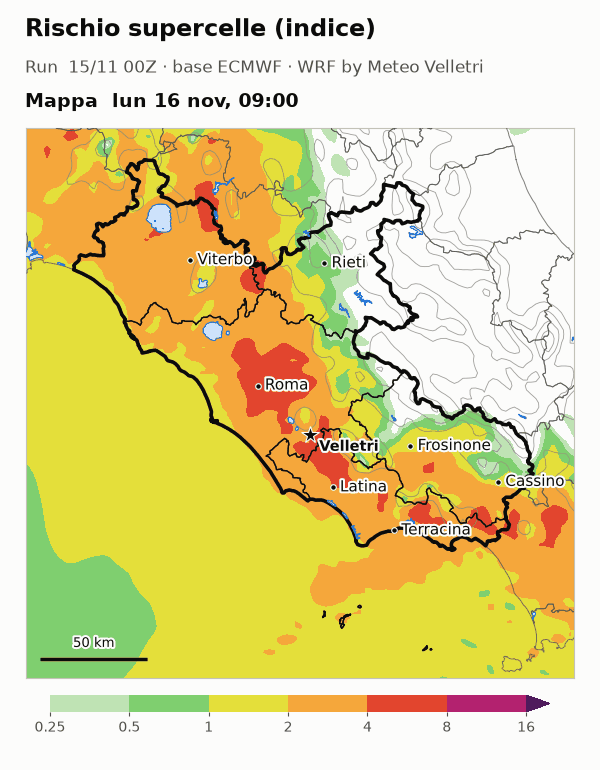 Rischio supercelle (indice)
Run  15/11 00Z · base ECMWF · WRF by Meteo Velletri
Mappa  lun 16 nov, 09:00
Viterbo
Rieti
Roma
Velletri
Frosinone
Latina
Cassino
Terracina
50 km
0.25 0.5 1 2 4 8 16